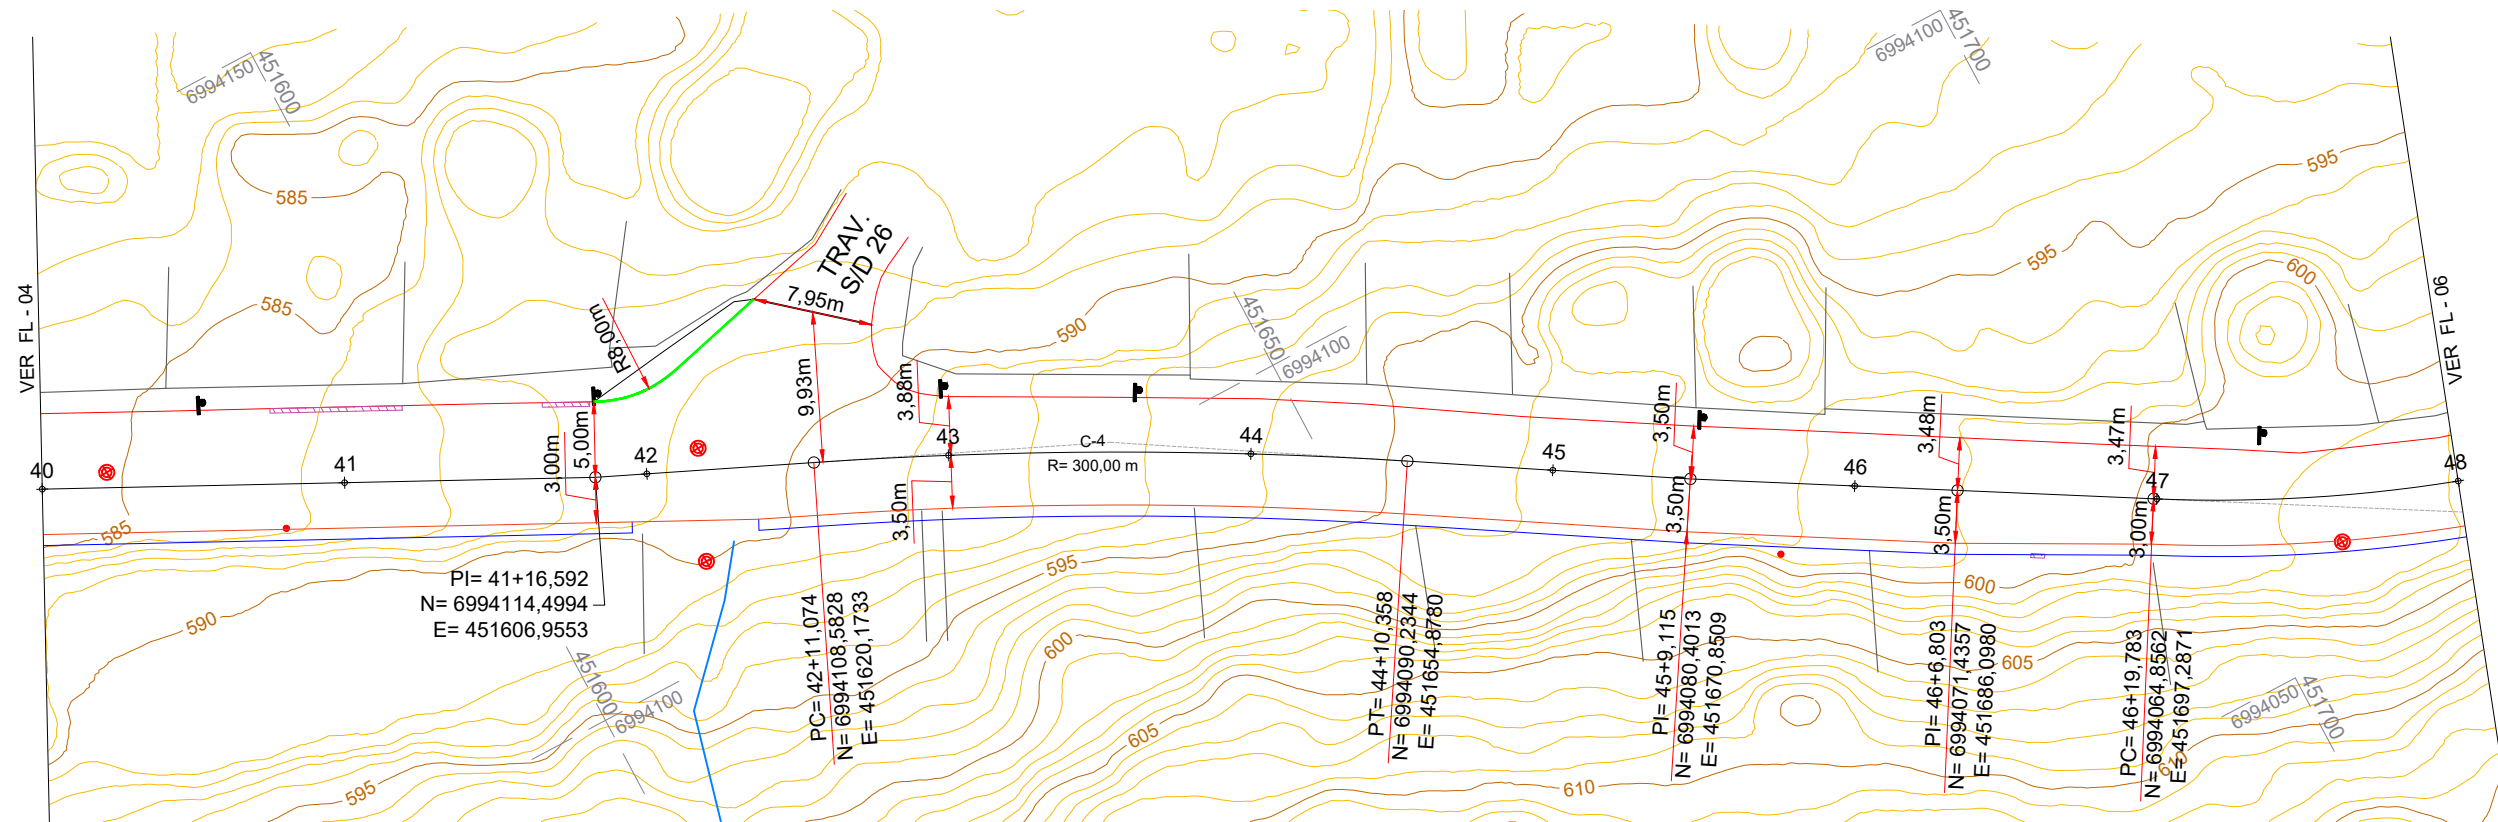 6994150
451600
6994100
451700
VER FL - 04
VER FL - 06
585
585
585
590
590
595
595
595
595
600
600
600
605
605
610
610
TRAV.
S/D 26
7,95m
R8,00m
9,93m
3,88m
5,00m
3,00m
3,50m
3,50m
3,50m
3,48m
3,50m
3,47m
3,00m
40
41
42
43
44
45
46
47
48
C-4
R= 300,00 m
451650
6994100
PI= 41+16,592
N= 6994114,4994
E= 451606,9553
PC= 42+11,074
N= 6994108,5828
E= 451620,1733
PT= 44+10,358
N= 6994090,2344
E= 451654,8780
PI= 45+9,115
N= 6994080,4013
E= 451670,8509
PI= 46+6,803
N= 6994071,4357
E= 451686,0980
PC= 46+19,783
N= 6994064,8562
E= 451697,2871
451600
6994100
6994050
451700